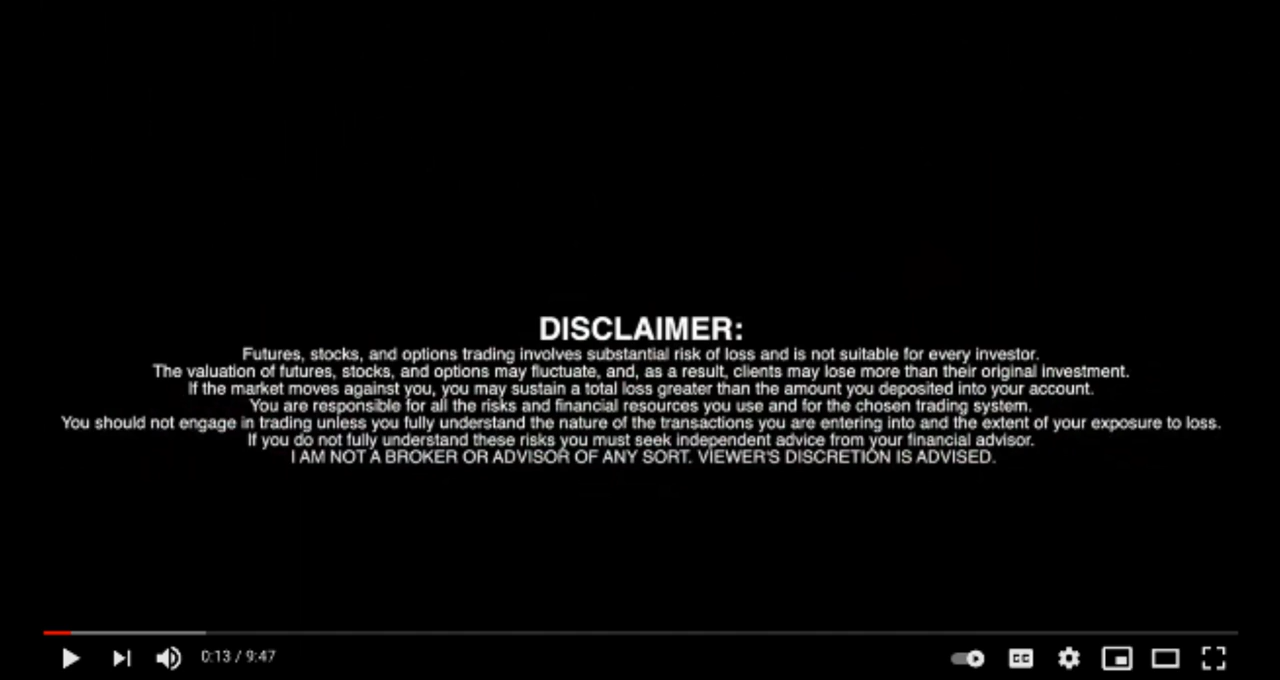 DISCLAIMER:
Futures, stocks, and options trading involves substantial risk of loss and is not suitable for every investor.
The valuation of futures, stocks, and options may fluctuate, and, as a result, clients may lose more than their original investment.
If the market moves against you, you may sustain a total loss greater than the amount you deposited into your account.
You are responsible for all the risks and financial resources you use and for the chosen trading system.
You should not engage in trading unless you fully understand the nature of the transactions you are entering into and the extent of your exposure to loss.
If you do not fully understand these risks you must seek independent advice from your financial advisor.
I AM NOT A BROKER OR ADVISOR OF ANY SORT. VIEWER'S DISCRETION IS ADVISED.
0:13 / 9:47
CC